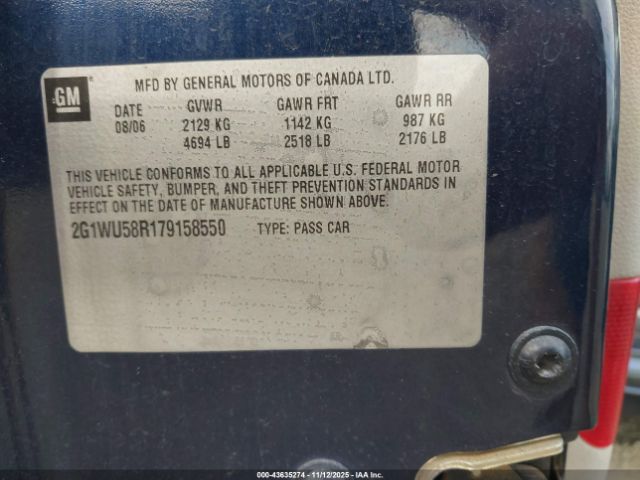 GM
MFD BY GENERAL MOTORS OF CANADA LTD.
DATE GVWR GAWR FRT GAWR RR
08/06 2129 KG 1142 KG 987 KG
4694 LB 2518 LB 2176 LB
THIS VEHICLE CONFORMS TO ALL APPLICABLE U.S. FEDERAL MOTOR
VEHICLE SAFETY, BUMPER, AND THEFT PREVENTION STANDARDS IN
EFFECT ON THE DATE OF MANUFACTURE SHOWN ABOVE.
2G1WU58R179158550 TYPE: PASS CAR
IAA 43635274 - 11/12/2025 - IAA Inc.